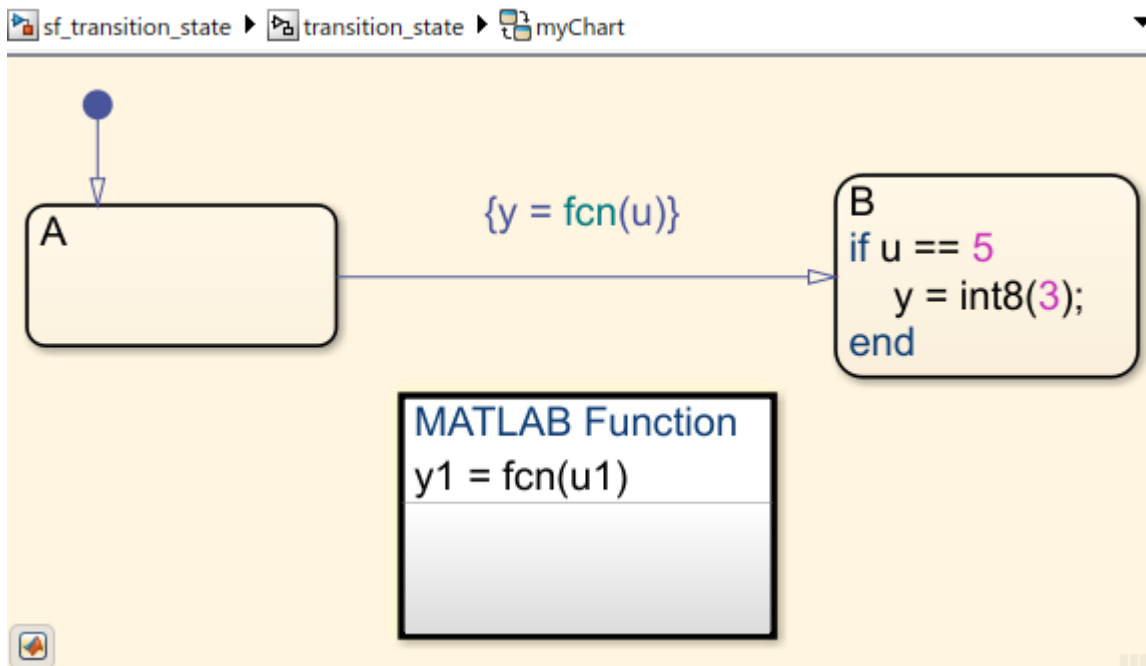 sf_transition_state transition_state myChart
{y = fcn(u)}
A
B
if u == 5
y = int8(3);
end
MATLAB Function
y1 = fcn(u1)